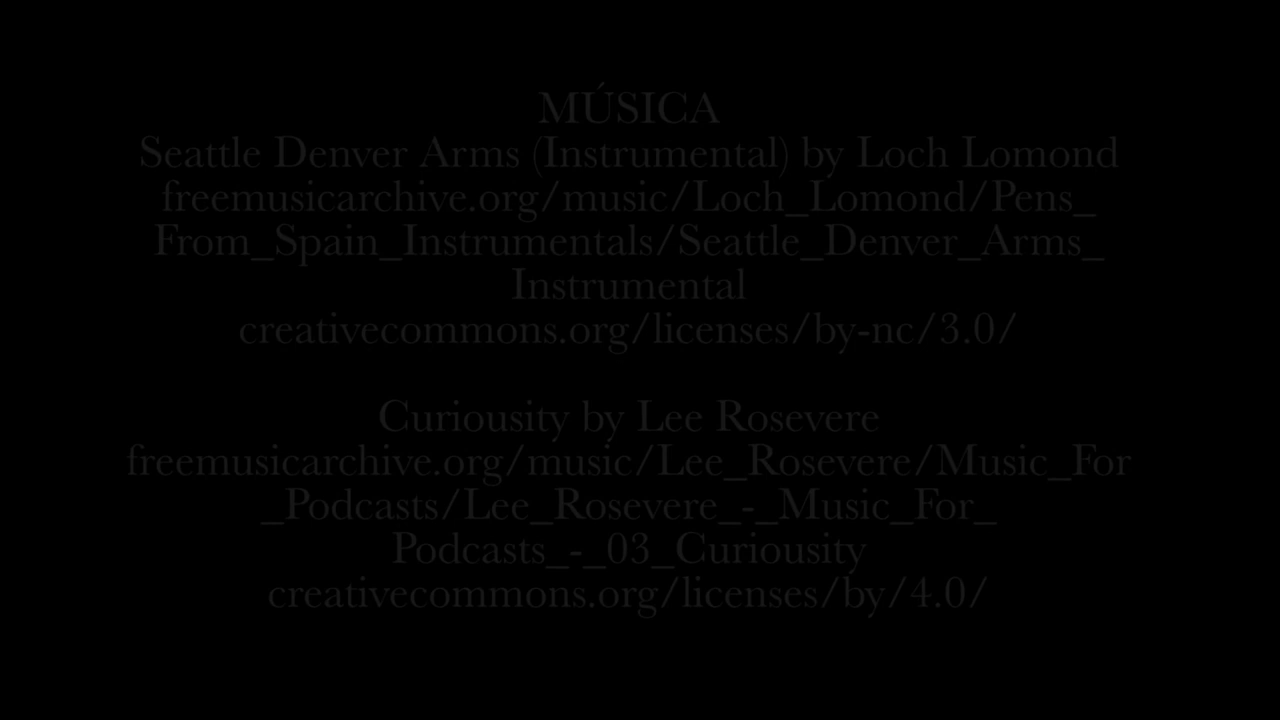 MÚSICA
Seattle Denver Arms (Instrumental) by Loch Lomond
freemusicarchive.org/music/Loch_Lomond/Pens_
From_Spain_Instrumentals/Seattle_Denver_Arms_
Instrumental
creativecommons.org/licenses/by-nc/3.0/
Curiousity by Lee Rosevere
freemusicarchive.org/music/Lee_Rosevere/Music_For
_Podcasts/Lee_Rosevere_-_Music_For_
Podcasts_-_03_Curiousity
creativecommons.org/licenses/by/4.0/